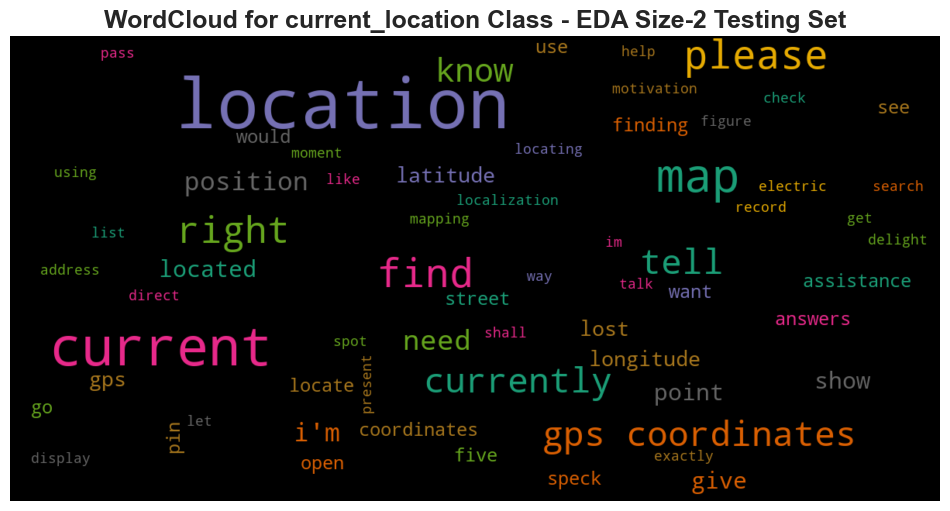 WordCloud for current_location Class - EDA Size-2 Testing Set
pass
use
help
please
know
location
motivation
check
see
finding
figure
would
moment
locating
using
position
like
latitude
map
electric
search
localization
record
mapping
get
list
right
im
delight
address
located
find
way
tell
talk
want
assistance
direct
street
answers
current
spot
need
shall
lost
longitude
gps
locate
present
currently
point
show
go
pin
let
i'm
coordinates
gps coordinates
display
open
five
exactly
speck
give